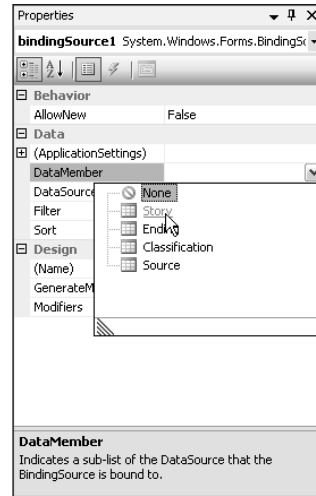 Properties
bindingSource1 System.Windows.Forms.BindingSo
Behavior
AllowNew False
Data
(ApplicationSettings)
DataMember
DataSource
None
Filter
Story
Sort
Ending
Design
Classification
(Name)
Source
GenerateM
Modifiers
DataMember
Indicates a sub-list of the DataSource that the
BindingSource is bound to.